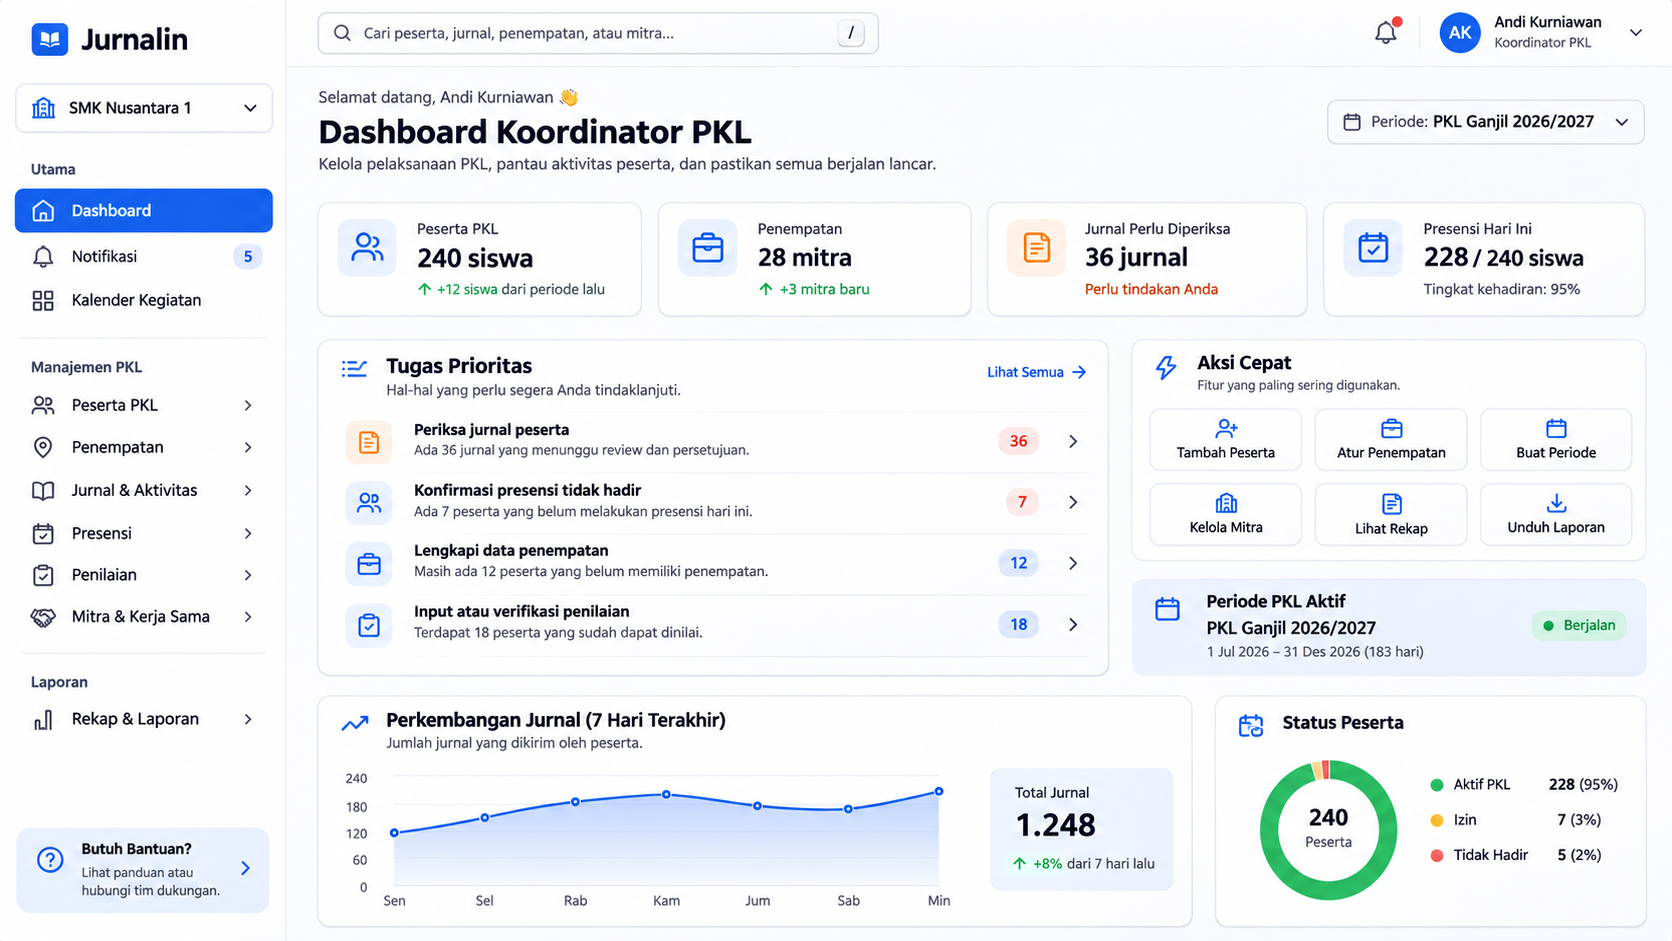 Jurnalin
SMK Nusantara 1
Utama
Dashboard
Notifikasi 5
Kalender Kegiatan
Manajemen PKL
Peserta PKL
Penempatan
Jurnal & Aktivitas
Presensi
Penilaian
Mitra & Kerja Sama
Laporan
Rekap & Laporan
Butuh Bantuan?
Lihat panduan atau
hubungi tim dukungan.
Cari peserta, jurnal, penempatan, atau mitra... /
AK
Andi Kurniawan
Koordinator PKL
Selamat datang, Andi Kurniawan 👋
Dashboard Koordinator PKL
Kelola pelaksanaan PKL, pantau aktivitas peserta, dan pastikan semua berjalan lancar.
Periode: PKL Ganjil 2026/2027
Peserta PKL
240 siswa
↑ +12 siswa dari periode lalu
Penempatan
28 mitra
↑ +3 mitra baru
Jurnal Perlu Diperiksa
36 jurnal
Perlu tindakan Anda
Presensi Hari Ini
228 / 240 siswa
Tingkat kehadiran: 95%
Tugas Prioritas
Hal-hal yang perlu segera Anda tindaklanjuti.
Lihat Semua →
Periksa jurnal peserta
Ada 36 jurnal yang menunggu review dan persetujuan.
36
Konfirmasi presensi tidak hadir
Ada 7 peserta yang belum melakukan presensi hari ini.
7
Lengkapi data penempatan
Masih ada 12 peserta yang belum memiliki penempatan.
12
Input atau verifikasi penilaian
Terdapat 18 peserta yang sudah dapat dinilai.
18
Aksi Cepat
Fitur yang paling sering digunakan.
Tambah Peserta
Atur Penempatan
Buat Periode
Kelola Mitra
Lihat Rekap
Unduh Laporan
Periode PKL Aktif
PKL Ganjil 2026/2027
1 Jul 2026 – 31 Des 2026 (183 hari)
Berjalan
Perkembangan Jurnal (7 Hari Terakhir)
Jumlah jurnal yang dikirim oleh peserta.
240
180
120
60
0
Sen Sel Rab Kam Jum Sab Min
Total Jurnal
1.248
↑ +8% dari 7 hari lalu
Status Peserta
240
Peserta
Aktif PKL 228 (95%)
Izin 7 (3%)
Tidak Hadir 5 (2%)